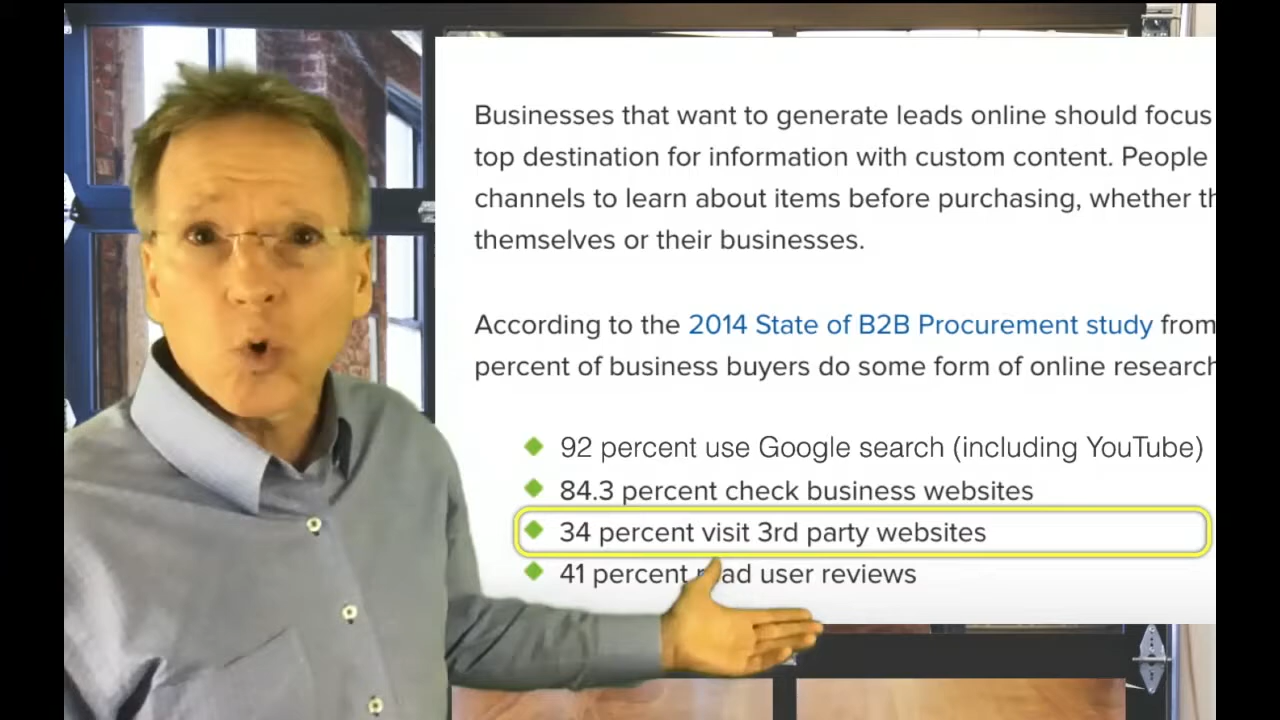 Businesses that want to generate leads online should focus
top destination for information with custom content. People
channels to learn about items before purchasing, whether th
themselves or their businesses.
According to the 2014 State of B2B Procurement study from
percent of business buyers do some form of online research
92 percent use Google search (including YouTube)
84.3 percent check business websites
34 percent visit 3rd party websites
41 percent user reviews